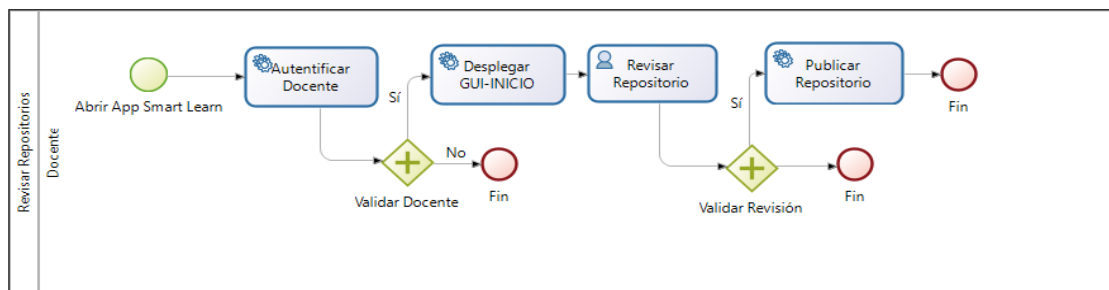 Revisar Repositorios
Docente
Abrir App Smart Learn
Autentificar
Docente
Sí
Validar Docente
No
Fin
Desplegar
GUI-INICIO
Revisar
Repositorio
Sí
Validar Revisión
Fin
Publicar
Repositorio
Fin